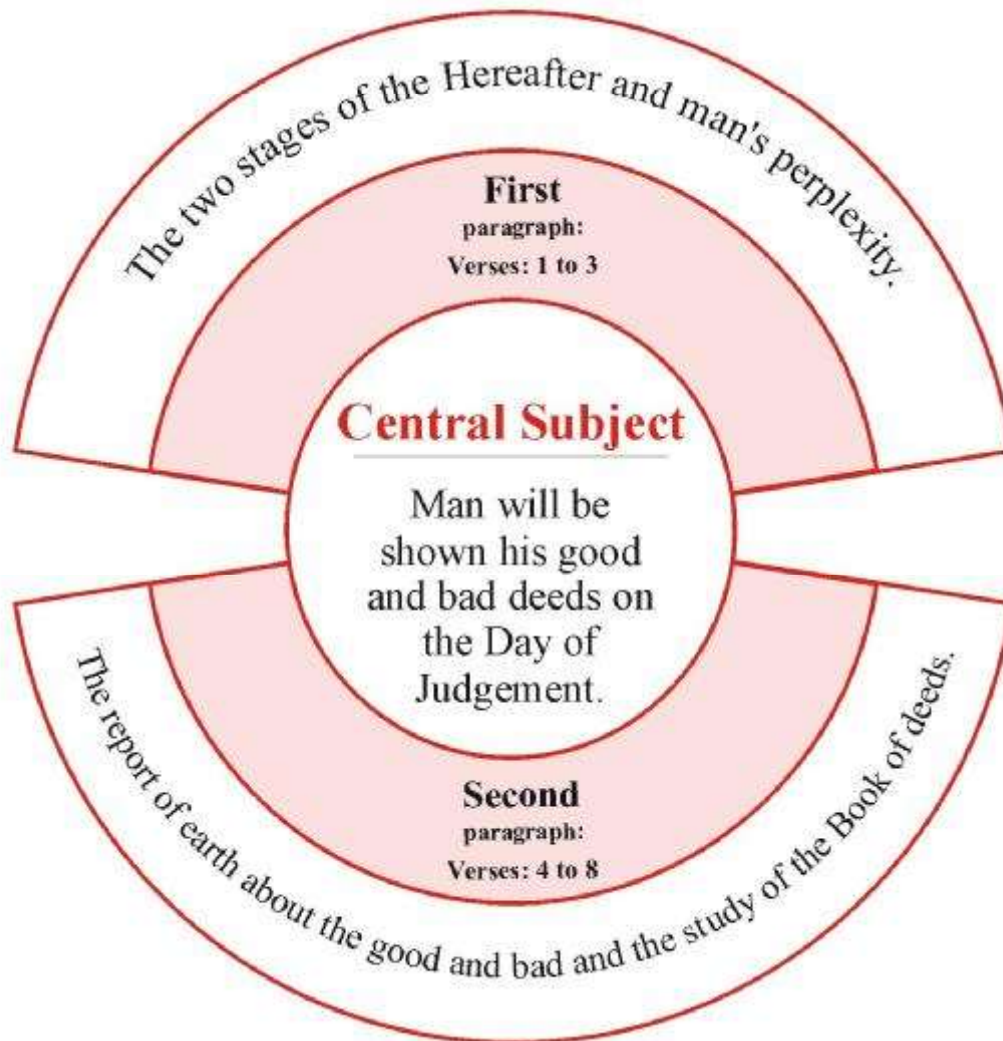 The two stages of the Hereafter and man's perplexity.
First
paragraph:
Verses: 1 to 3
Central Subject
Man will be
shown his good
and bad deeds on
the Day of
Judgement.
Second
paragraph:
Verses: 4 to 8
The report of earth about the good and bad and the study of the Book of deeds.